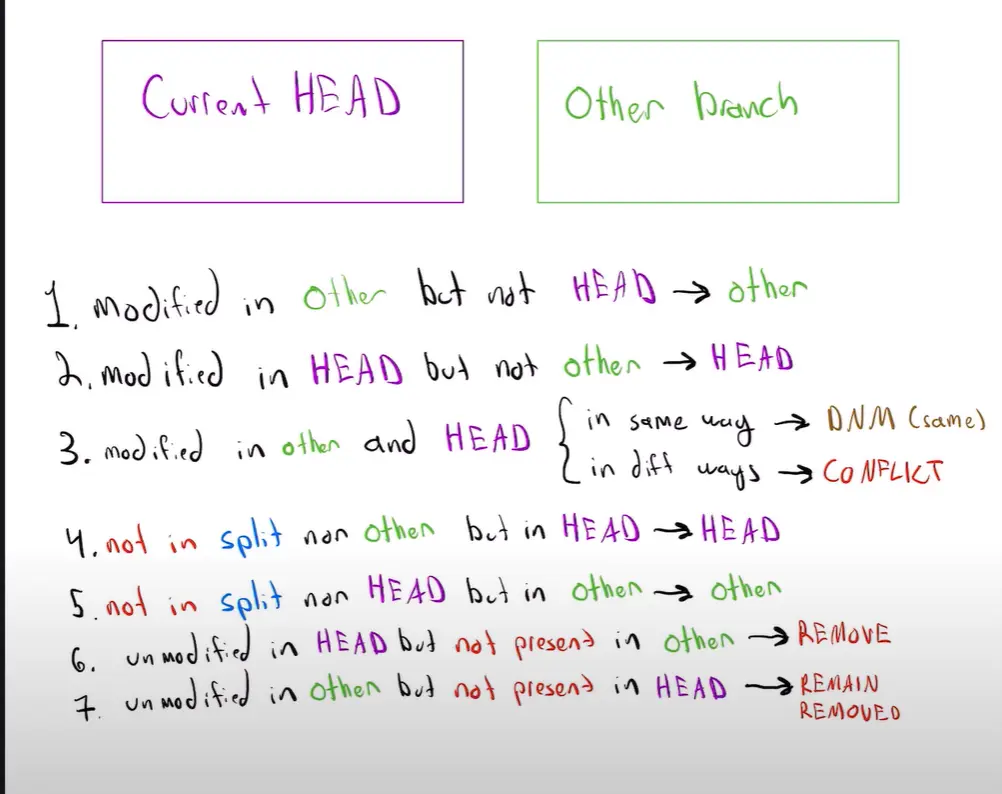 Current HEAD
Other branch
1. modified in other but not HEAD → other
2. modified in HEAD but not other → HEAD
3. modified in other and HEAD { in same way → DNM (same)
in diff ways → CONFLICT
4. not in split nor other but in HEAD → HEAD
5. not in split nor HEAD but in other → other
6. unmodified in HEAD but not present in other → REMOVE
7. unmodified in other but not present in HEAD → REMAIN
REMOVED